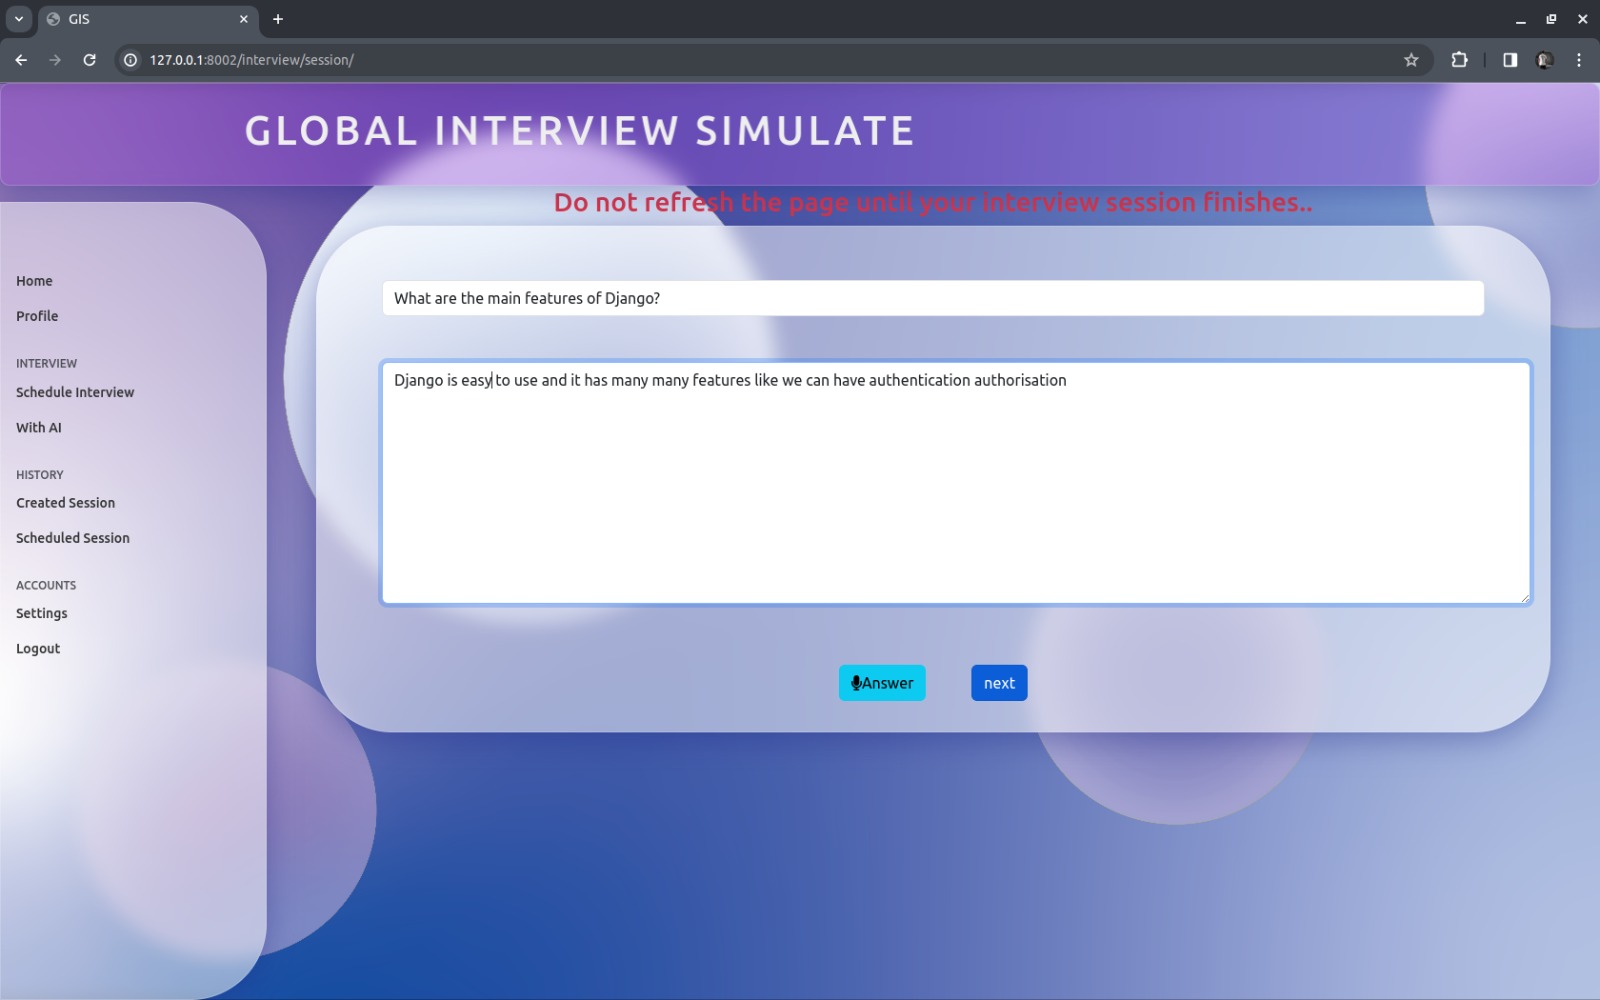 GIS
127.0.0.1:8002/interview/session/
GLOBAL INTERVIEW SIMULATE
Do not refresh the page until your interview session finishes..
Home
Profile
INTERVIEW
Schedule Interview
With AI
HISTORY
Created Session
Scheduled Session
ACCOUNTS
Settings
Logout
What are the main features of Django?
Django is easy to use and it has many many features like we can have authentication authorisation
Answer
next